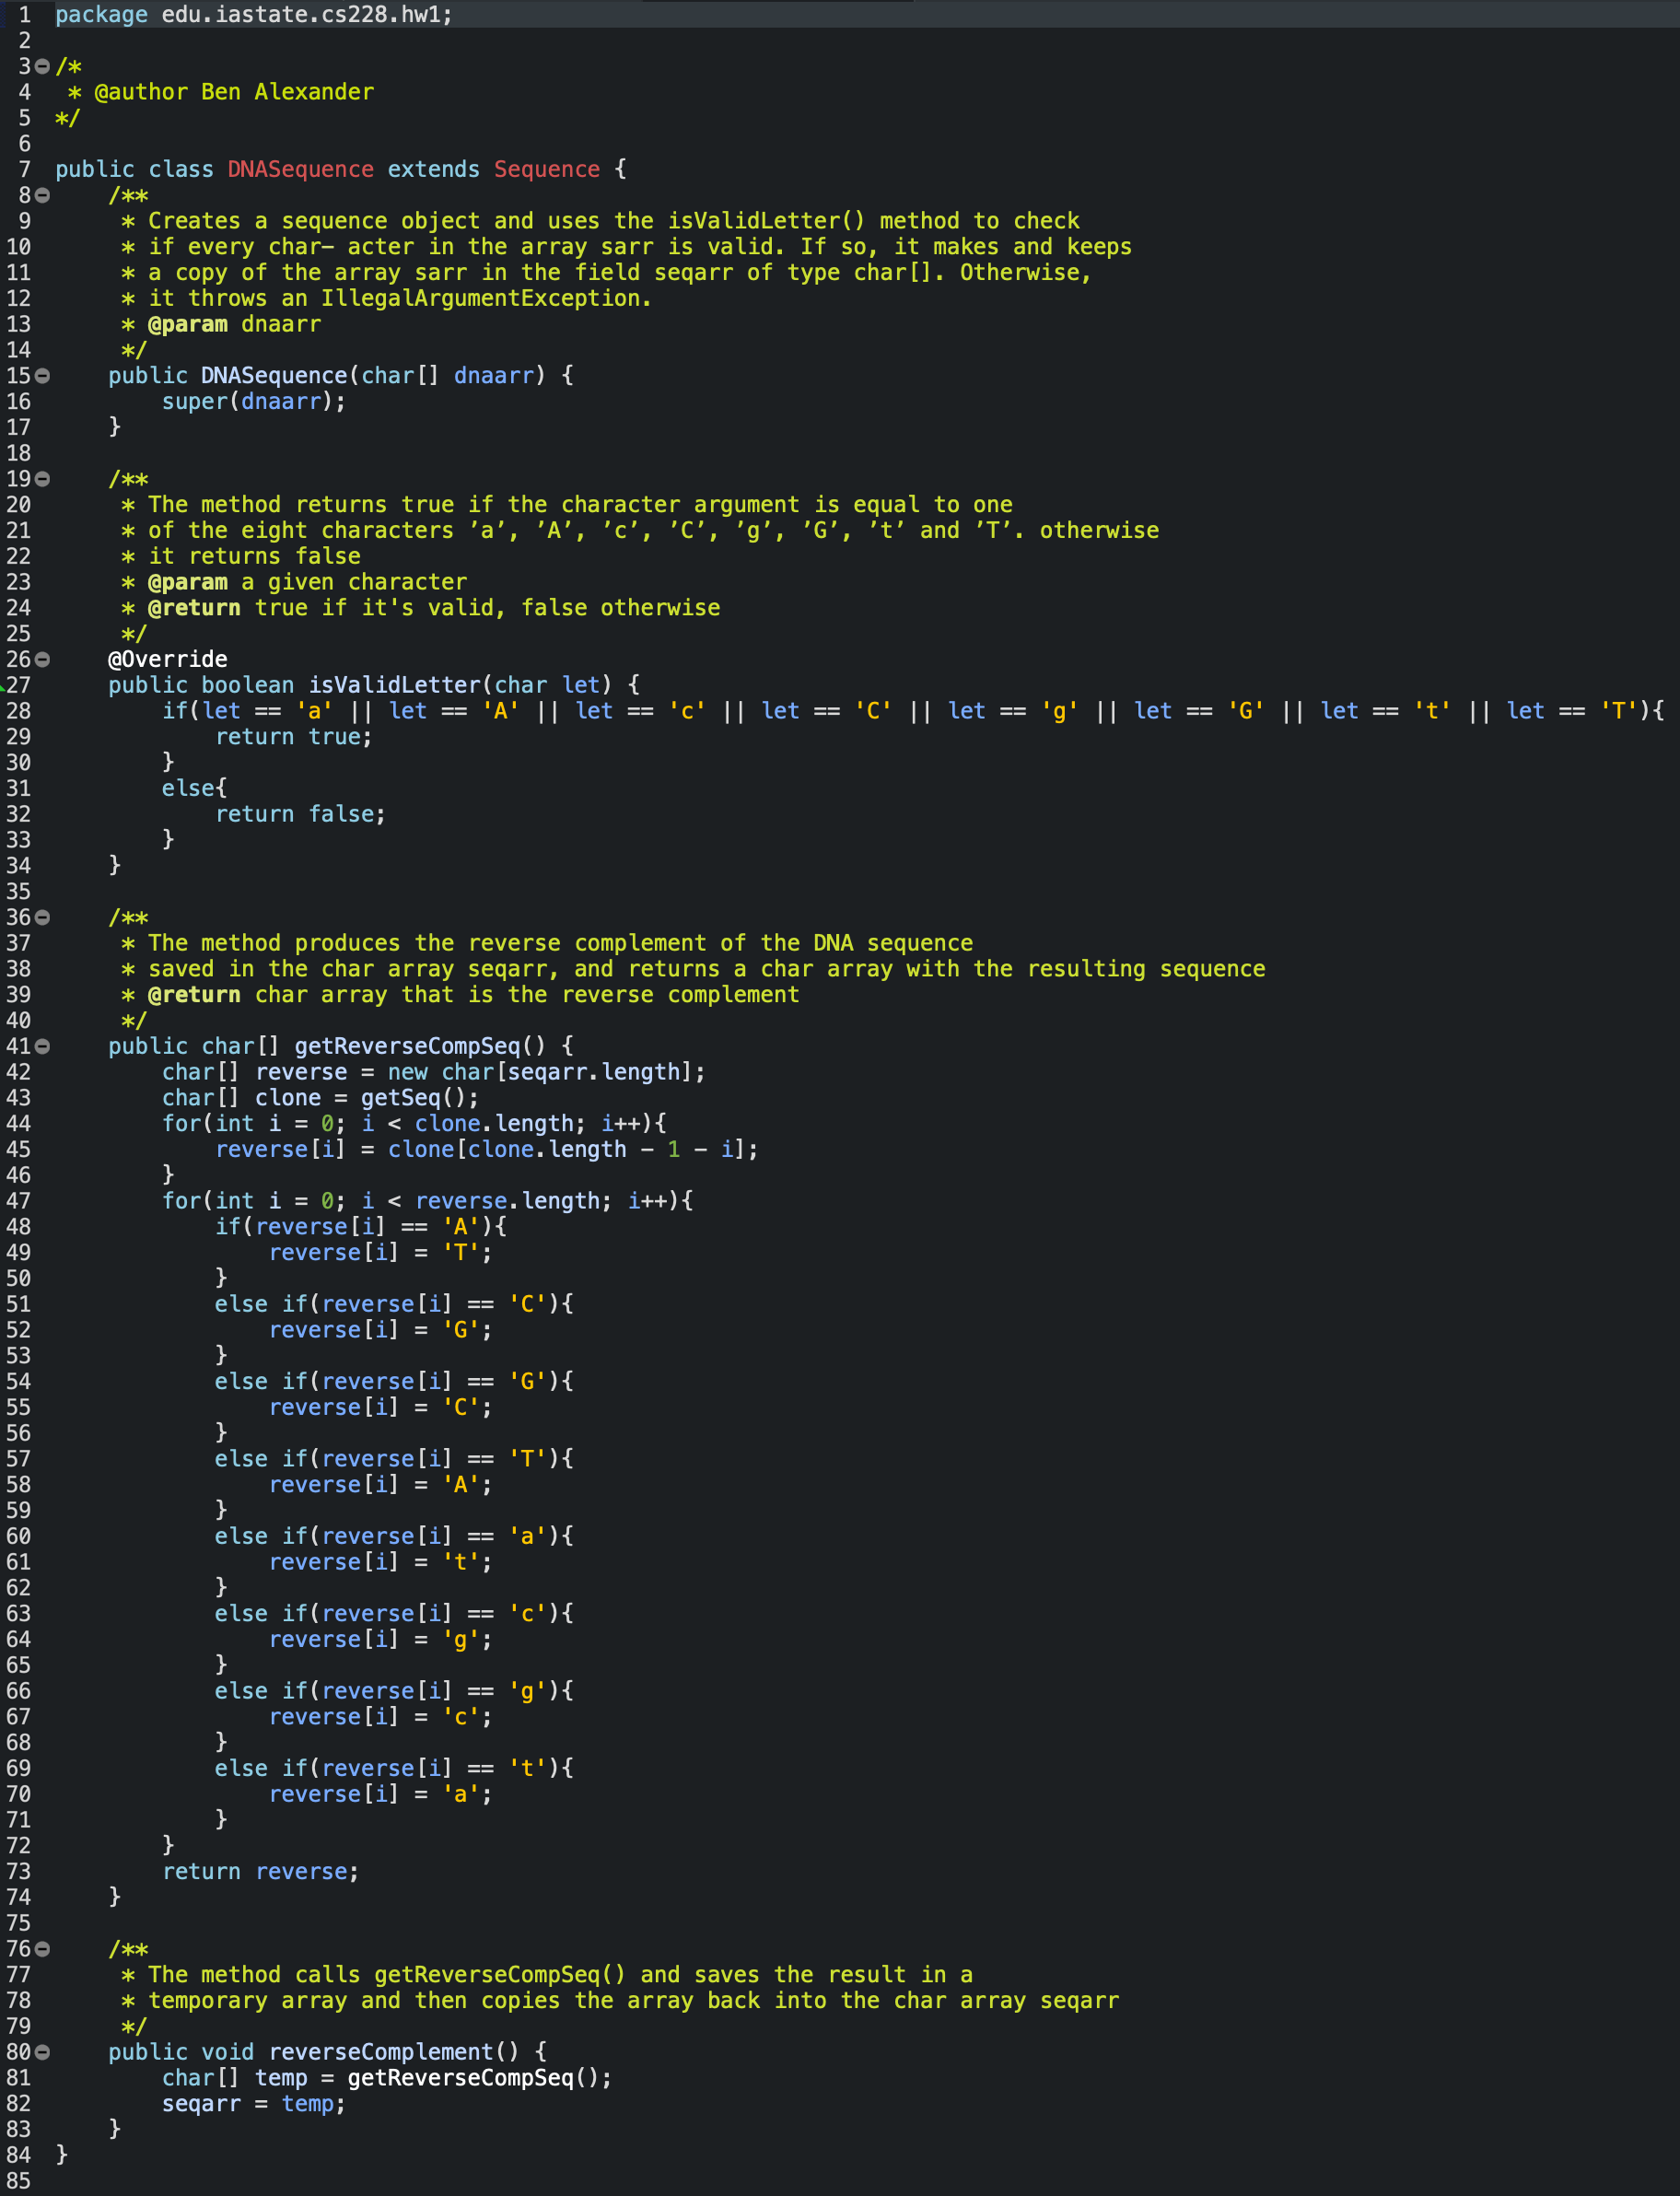 1 package edu.iastate.cs228.hw1;
2
3 /*
4  * @author Ben Alexander
5 */
6
7 public class DNASequence extends Sequence {
8     /**
9      * Creates a sequence object and uses the isValidLetter() method to check
10      * if every char– acter in the array sarr is valid. If so, it makes and keeps
11      * a copy of the array sarr in the field seqarr of type char[]. Otherwise,
12      * it throws an IllegalArgumentException.
13      * @param dnaarr
14      */
15     public DNASequence(char[] dnaarr) {
16         super(dnaarr);
17     }
18
19     /**
20      * The method returns true if the character argument is equal to one
21      * of the eight characters ’a’, ’A’, ’c’, ’C’, ’g’, ’G’, ’t’ and ’T’. otherwise
22      * it returns false
23      * @param a given character
24      * @return true if it's valid, false otherwise
25      */
26     @Override
27     public boolean isValidLetter(char let) {
28         if(let == 'a' || let == 'A' || let == 'c' || let == 'C' || let == 'g' || let == 'G' || let == 't' || let == 'T'){
29             return true;
30         }
31         else{
32             return false;
33         }
34     }
35
36     /**
37      * The method produces the reverse complement of the DNA sequence
38      * saved in the char array seqarr, and returns a char array with the resulting sequence
39      * @return char array that is the reverse complement
40      */
41     public char[] getReverseCompSeq() {
42         char[] reverse = new char[seqarr.length];
43         char[] clone = getSeq();
44         for(int i = 0; i < clone.length; i++){
45             reverse[i] = clone[clone.length - 1 - i];
46         }
47         for(int i = 0; i < reverse.length; i++){
48             if(reverse[i] == 'A'){
49                 reverse[i] = 'T';
50             }
51             else if(reverse[i] == 'C'){
52                 reverse[i] = 'G';
53             }
54             else if(reverse[i] == 'G'){
55                 reverse[i] = 'C';
56             }
57             else if(reverse[i] == 'T'){
58                 reverse[i] = 'A';
59             }
60             else if(reverse[i] == 'a'){
61                 reverse[i] = 't';
62             }
63             else if(reverse[i] == 'c'){
64                 reverse[i] = 'g';
65             }
66             else if(reverse[i] == 'g'){
67                 reverse[i] = 'c';
68             }
69             else if(reverse[i] == 't'){
70                 reverse[i] = 'a';
71             }
72         }
73         return reverse;
74     }
75
76     /**
77      * The method calls getReverseCompSeq() and saves the result in a
78      * temporary array and then copies the array back into the char array seqarr
79      */
80     public void reverseComplement() {
81         char[] temp = getReverseCompSeq();
82         seqarr = temp;
83     }
84 }
85